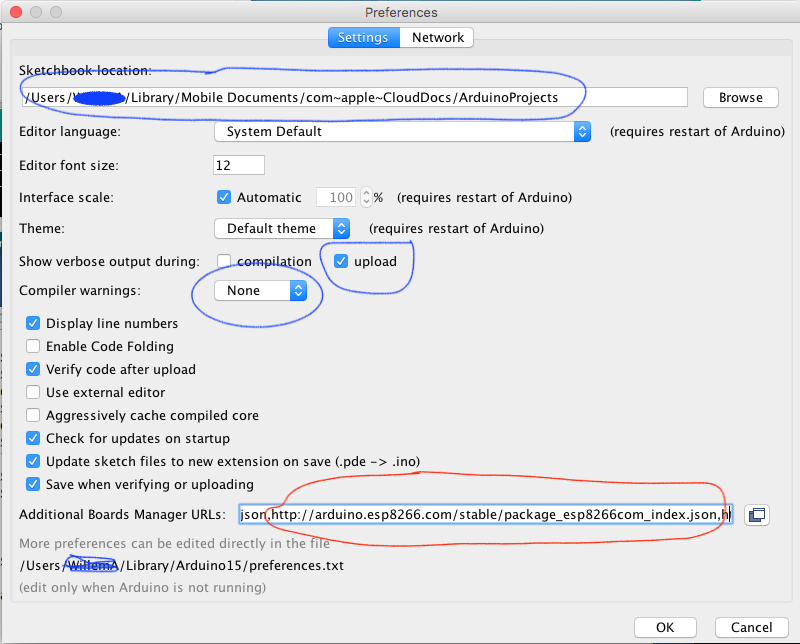 Preferences
Settings Network
Sketchbook location:
/Users/W /Library/Mobile Documents/com~apple~CloudDocs/ArduinoProjects Browse
Editor language: System Default (requires restart of Arduino)
Editor font size: 12
Interface scale: Automatic 100 % (requires restart of Arduino)
Theme: Default theme (requires restart of Arduino)
Show verbose output during: compilation upload
Compiler warnings: None
Display line numbers
Enable Code Folding
Verify code after upload
Use external editor
Aggressively cache compiled core
Check for updates on startup
Update sketch files to new extension on save (.pde -> .ino)
Save when verifying or uploading
Additional Boards Manager URLs: json,http://arduino.esp8266.com/stable/package_esp8266com_index.json,h
More preferences can be edited directly in the file
/Users/ /Library/Arduino15/preferences.txt
(edit only when Arduino is not running)
OK Cancel